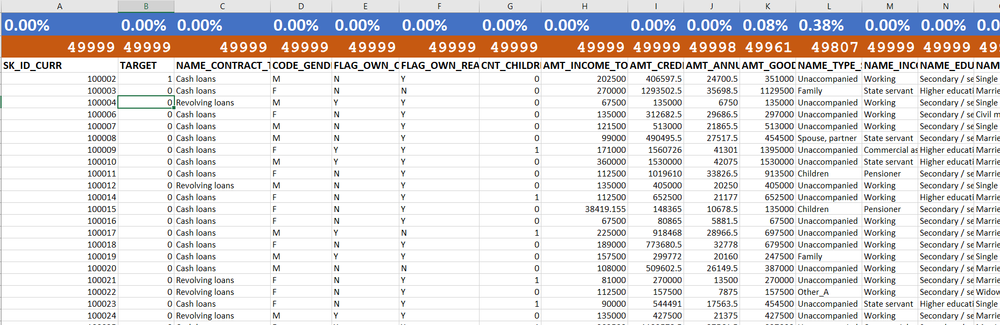 A B C D E F G H I J K L M N
0.00% 0.00% 0.00% 0.00% 0.00% 0.00% 0.00% 0.00% 0.00% 0.00% 0.08% 0.38% 0.00% 0.00% 0.0
49999 49999 49999 49999 49999 49999 49999 49999 49999 49998 49961 49807 49999 49999 49
SK_ID_CURR TARGET NAME_CONTRACT_T CODE_GEND FLAG_OWN_C FLAG_OWN_REA CNT_CHILDR AMT_INCOME_TO AMT_CREDI AMT_ANNU AMT_GOOD NAME_TYPE_S NAME_INCO NAME_EDU NAM
100002 1 Cash loans M N Y 0 202500 406597.5 24700.5 351000 Unaccompanied Working Secondary / se Single
100003 0 Cash loans F N N 0 270000 1293502.5 35698.5 1129500 Family State servant Higher educati Marrie
100004 0 Revolving loans M Y Y 0 67500 135000 6750 135000 Unaccompanied Working Secondary / se Single
100006 0 Cash loans F N Y 0 135000 312682.5 29686.5 297000 Unaccompanied Working Secondary / se Civil m
100007 0 Cash loans M N Y 0 121500 513000 21865.5 513000 Unaccompanied Working Secondary / se Single
100008 0 Cash loans M N Y 0 99000 490495.5 27517.5 454500 Spouse, partner State servant Secondary / se Marrie
100009 0 Cash loans F Y Y 1 171000 1560726 41301 1395000 Unaccompanied Commercial as Higher educati Marrie
100010 0 Cash loans M Y Y 0 360000 1530000 42075 1530000 Unaccompanied State servant Higher educati Marrie
100011 0 Cash loans F N Y 0 112500 1019610 33826.5 913500 Children Pensioner Secondary / se Marrie
100012 0 Revolving loans M N Y 0 135000 405000 20250 405000 Unaccompanied Working Secondary / se Single
100014 0 Cash loans F N Y 1 112500 652500 21177 652500 Unaccompanied Working Higher educati Marrie
100015 0 Cash loans F N Y 0 38419.155 148365 10678.5 135000 Children Pensioner Secondary / se Marrie
100016 0 Cash loans F N Y 0 67500 80865 5881.5 67500 Unaccompanied Working Secondary / se Marrie
100017 0 Cash loans M Y N 1 225000 918468 28966.5 697500 Unaccompanied Working Secondary / se Marrie
100018 0 Cash loans F N Y 0 189000 773680.5 32778 679500 Unaccompanied Working Secondary / se Marrie
100019 0 Cash loans M Y Y 0 157500 299772 20160 247500 Family Working Secondary / se Single
100020 0 Cash loans M N N 0 108000 509602.5 26149.5 387000 Unaccompanied Working Secondary / se Marrie
100021 0 Revolving loans F N Y 1 81000 270000 13500 270000 Unaccompanied Working Secondary / se Marrie
100022 0 Revolving loans F N Y 0 112500 157500 7875 157500 Other_A Working Secondary / se Widow
100023 0 Cash loans F N Y 1 90000 544491 17563.5 454500 Unaccompanied State servant Higher educati Single
100024 0 Revolving loans M Y Y 0 135000 427500 21375 427500 Unaccompanied Working Secondary / se Marrie